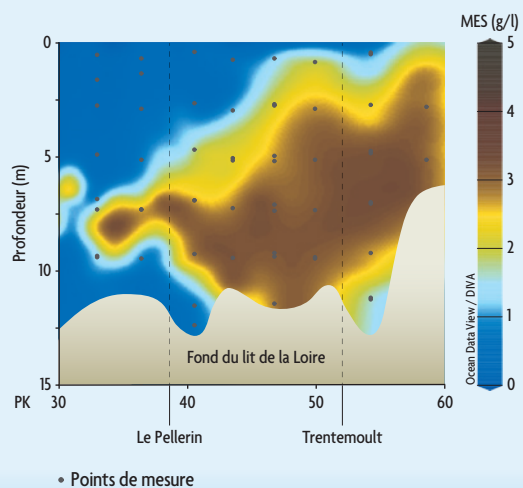 MES (g/l)
0
5
10
15
Profondeur (m)
5
4
3
2
1
0
Ocean Data View / DIVA
Fond du lit de la Loire
PK
30
40
50
60
Le Pellerin
Trentemoult
Points de mesure